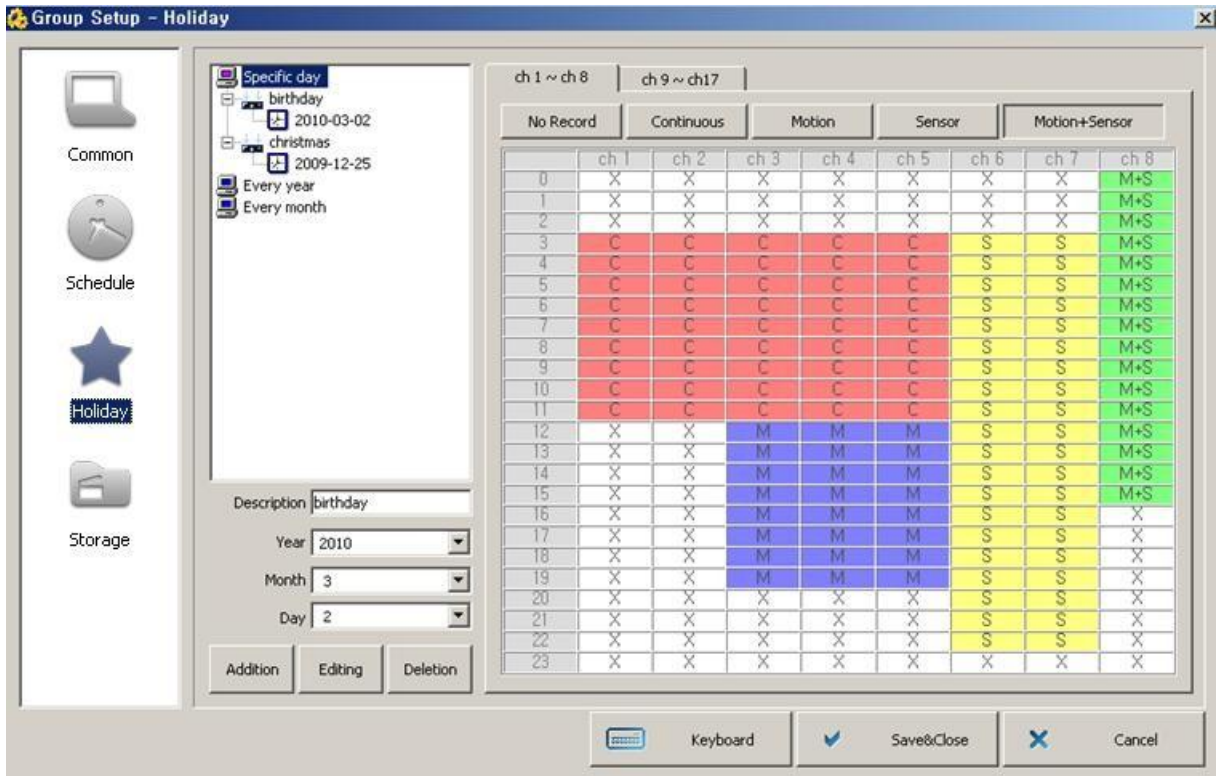 Group Setup - Holiday
Common
Schedule
Holiday
Storage
Specific day
birthday
2010-03-02
christmas
2009-12-25
Every year
Every month
Description birthday
Year 2010
Month 3
Day 2
Addition Editing Deletion
ch 1 ~ ch 8 ch 9 ~ ch17
No Record Continuous Motion Sensor Motion+Sensor
ch 1 ch 2 ch 3 ch 4 ch 5 ch 6 ch 7 ch 8
0 X X X X X X X M+S
1 X X X X X X X M+S
2 X X X X X X X M+S
3 C C C C C S S M+S
4 C C C C C S S M+S
5 C C C C C S S M+S
6 C C C C C S S M+S
7 C C C C C S S M+S
8 C C C C C S S M+S
9 C C C C C S S M+S
10 C C C C C S S M+S
11 C C C C C S S M+S
12 X X M M M S S M+S
13 X X M M M S S M+S
14 X X M M M S S M+S
15 X X M M M S S M+S
16 X X M M M S S X
17 X X M M M S S X
18 X X M M M S S X
19 X X M M M S S X
20 X X X X X S S X
21 X X X X X S S X
22 X X X X X S S X
23 X X X X X X X X
Keyboard Save&Close Cancel